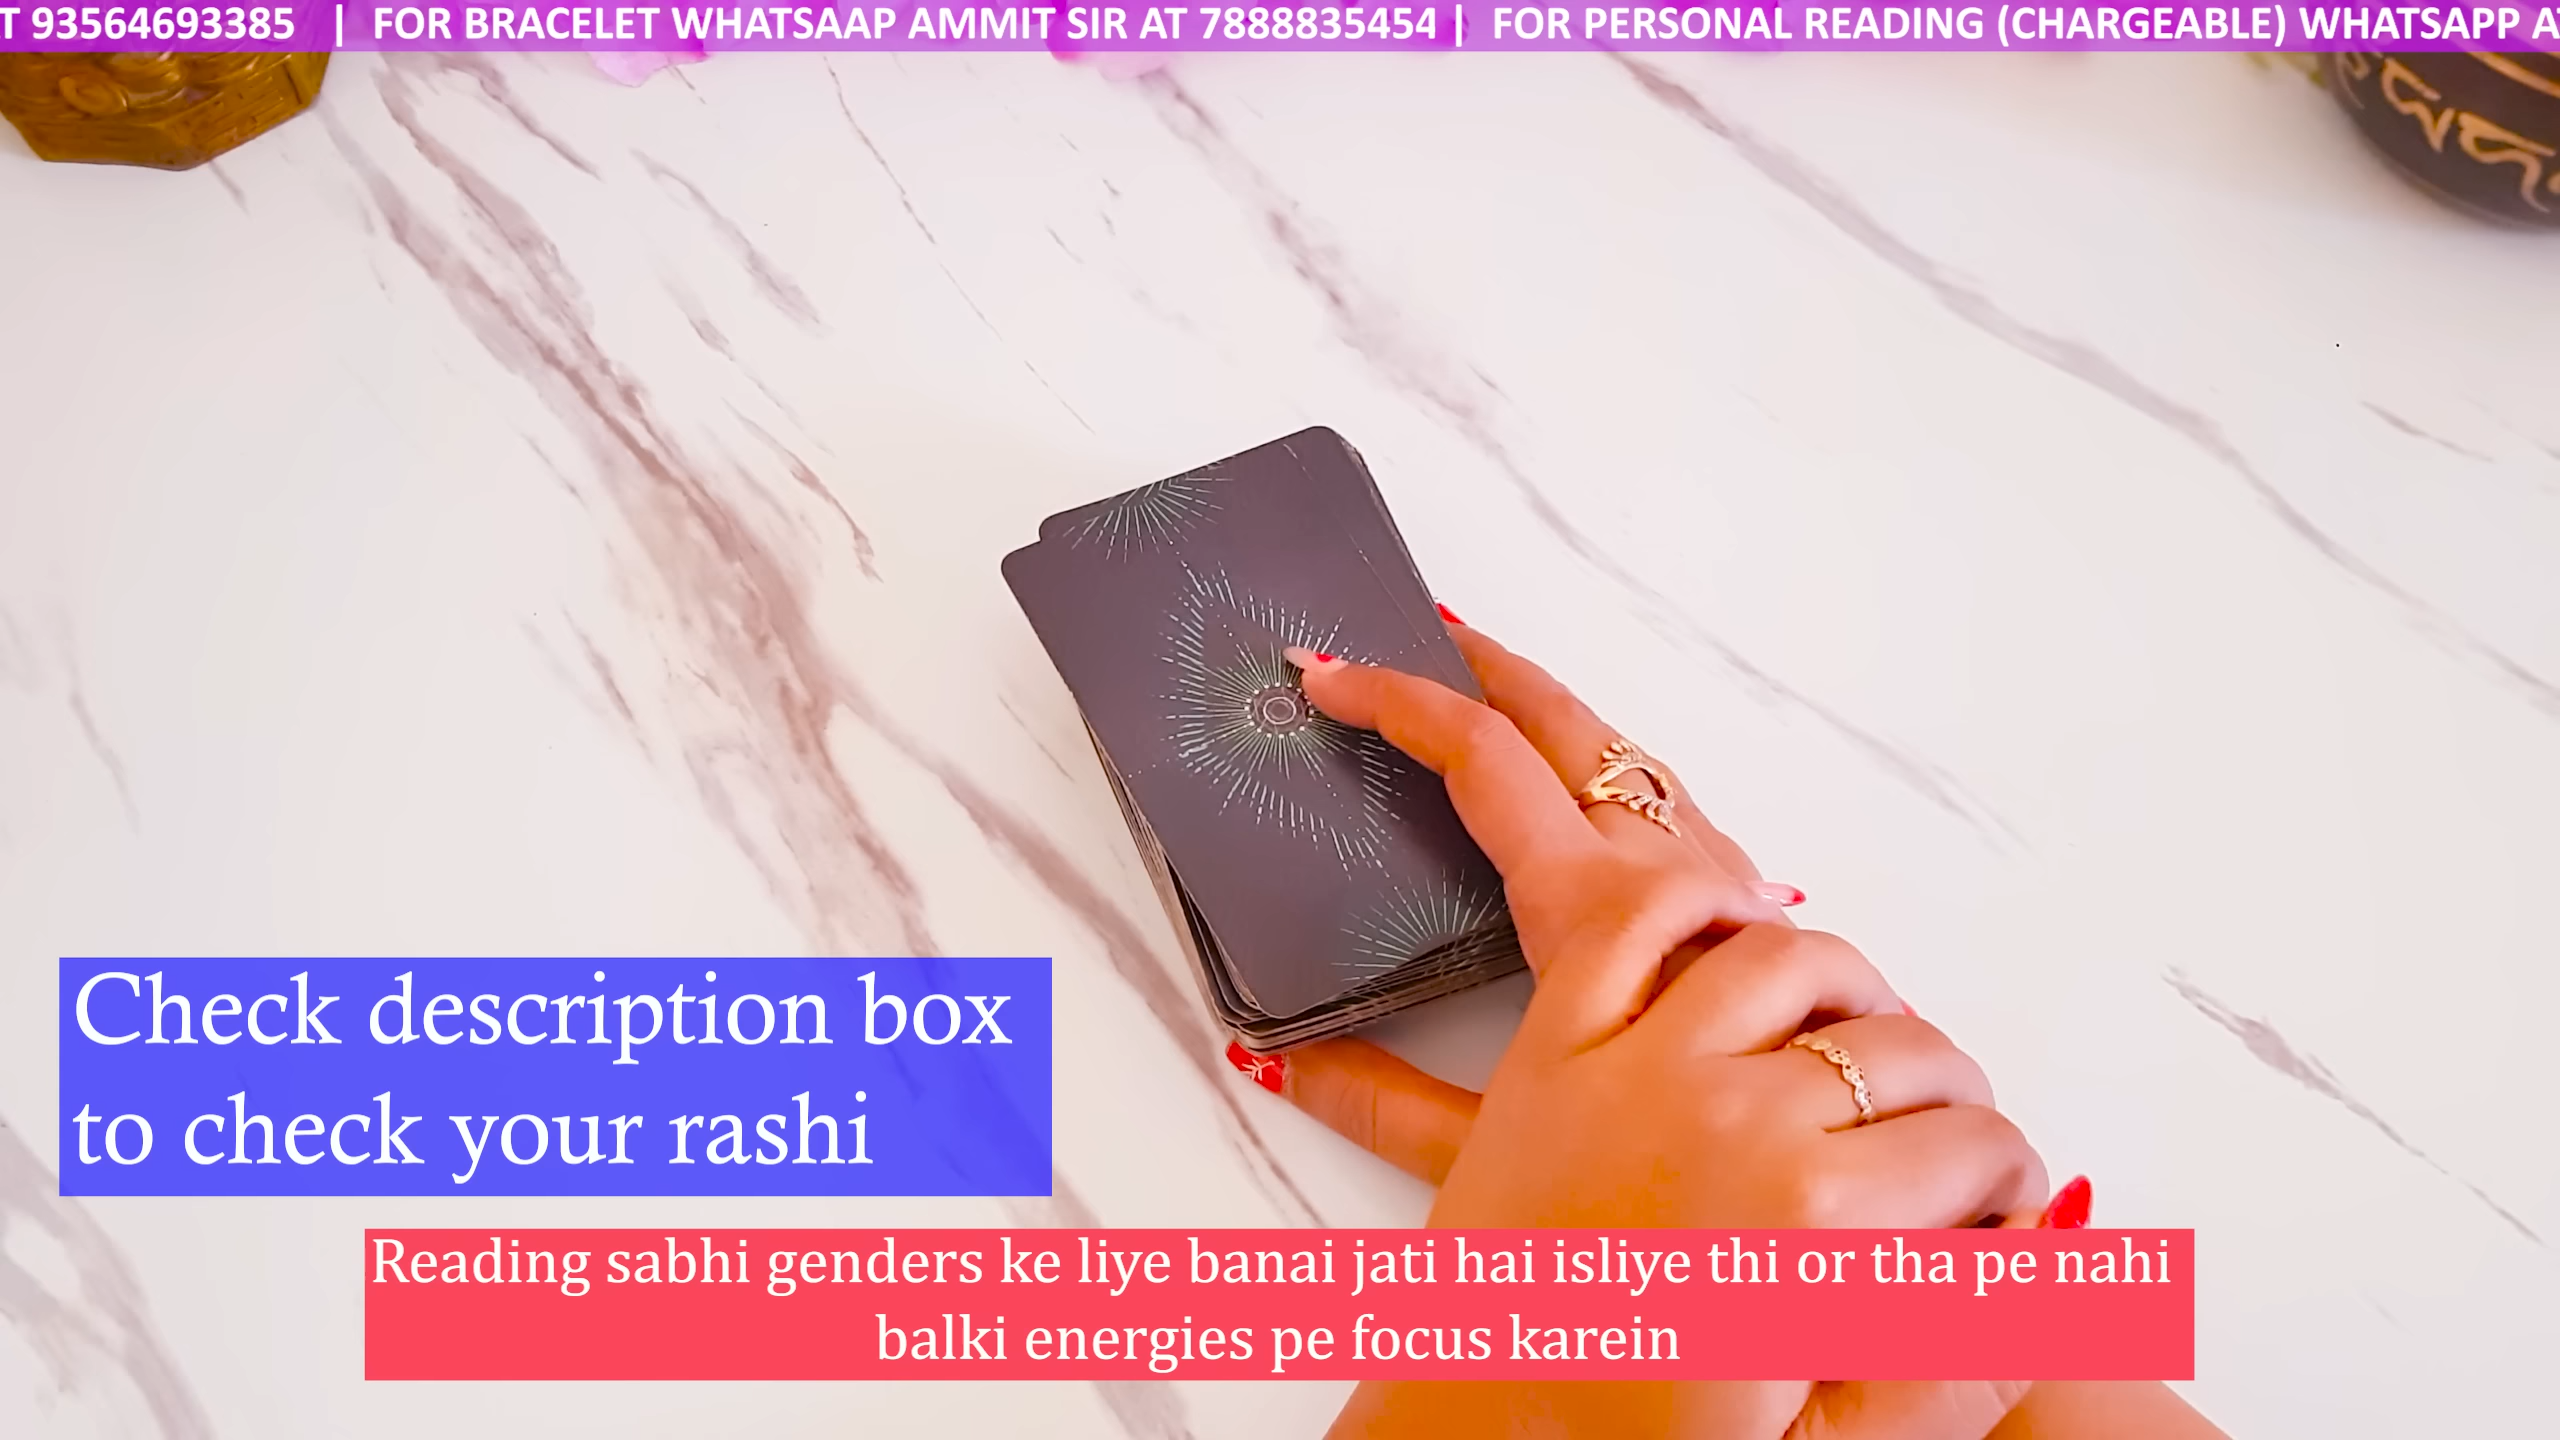 T 93564693385 | FOR BRACELET WHATSAAP AMMIT SIR AT 7888835454 | FOR PERSONAL READING (CHARGEABLE) WHATSAPP AT
Check description box
to check your rashi
Reading sabhi genders ke liye banai jati hai isliye thi or tha pe nahi
balki energies pe focus karein